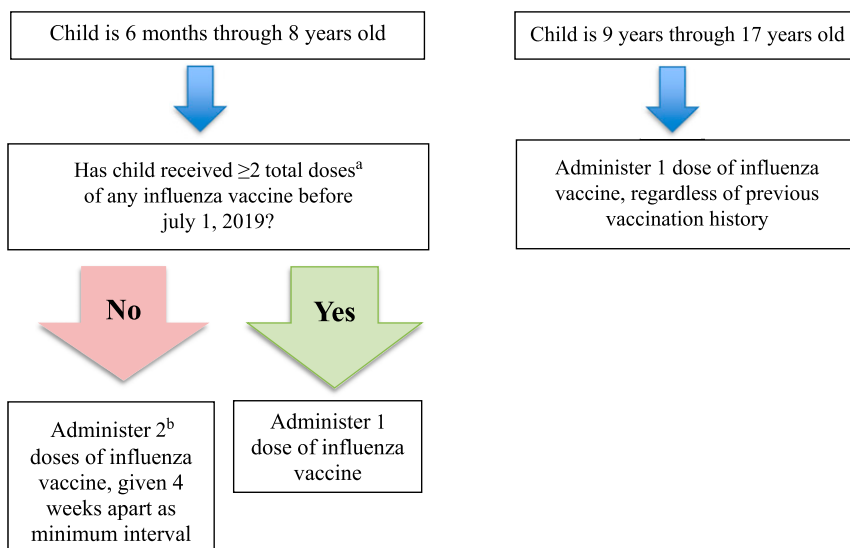 Child is 6 months through 8 years old
Has child received ≥2 total dosesᵃ
of any influenza vaccine before
july 1, 2019?
No
Yes
Administer 2ᵇ
doses of influenza
vaccine, given 4
weeks apart as
minimum interval
Administer 1
dose of influenza
vaccine
Child is 9 years through 17 years old
Administer 1 dose of influenza
vaccine, regardless of previous
vaccination history